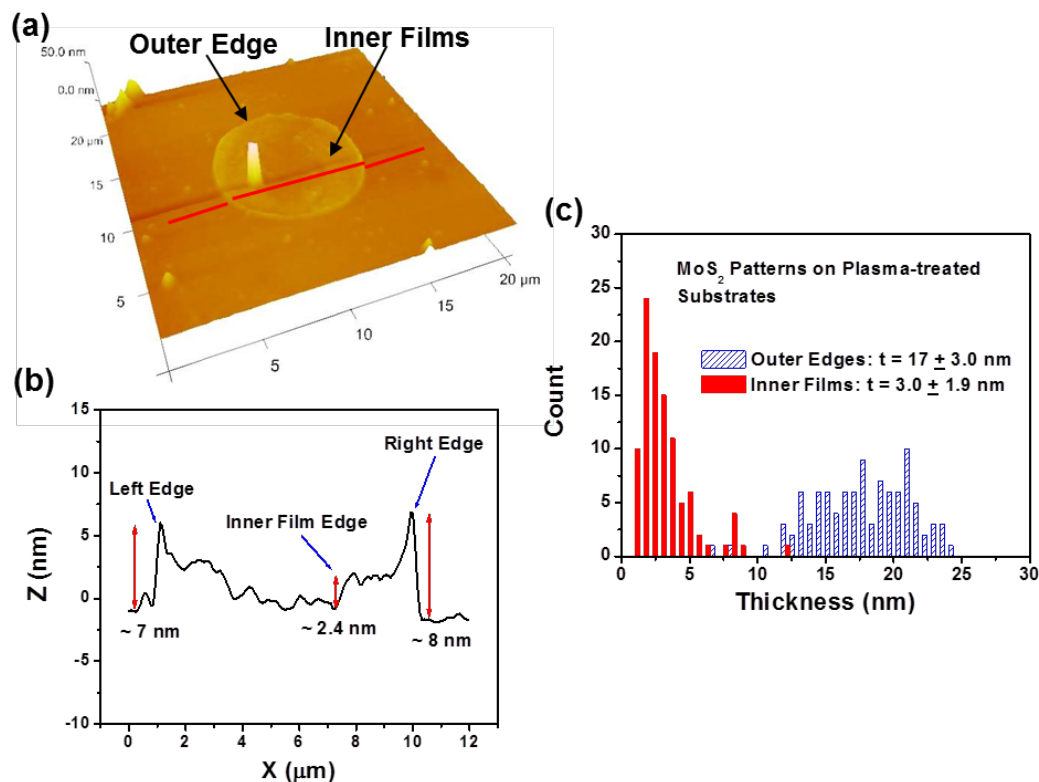 (a)
Outer Edge
Inner Films
50.0 nm
0.0 nm
20 μm
15
10
5
5
10
15
20 μm
(b)
15
10
5
0
-5
-10
Z (nm)
Left Edge
Inner Film Edge
Right Edge
~ 7 nm
~ 2.4 nm
~ 8 nm
0 2 4 6 8 10 12
X (μm)
(c)
30
25
20
15
10
5
0
Count
MoS₂ Patterns on Plasma-treated
Substrates
Outer Edges: t = 17 ± 3.0 nm
Inner Films: t = 3.0 ± 1.9 nm
0 5 10 15 20 25 30
Thickness (nm)